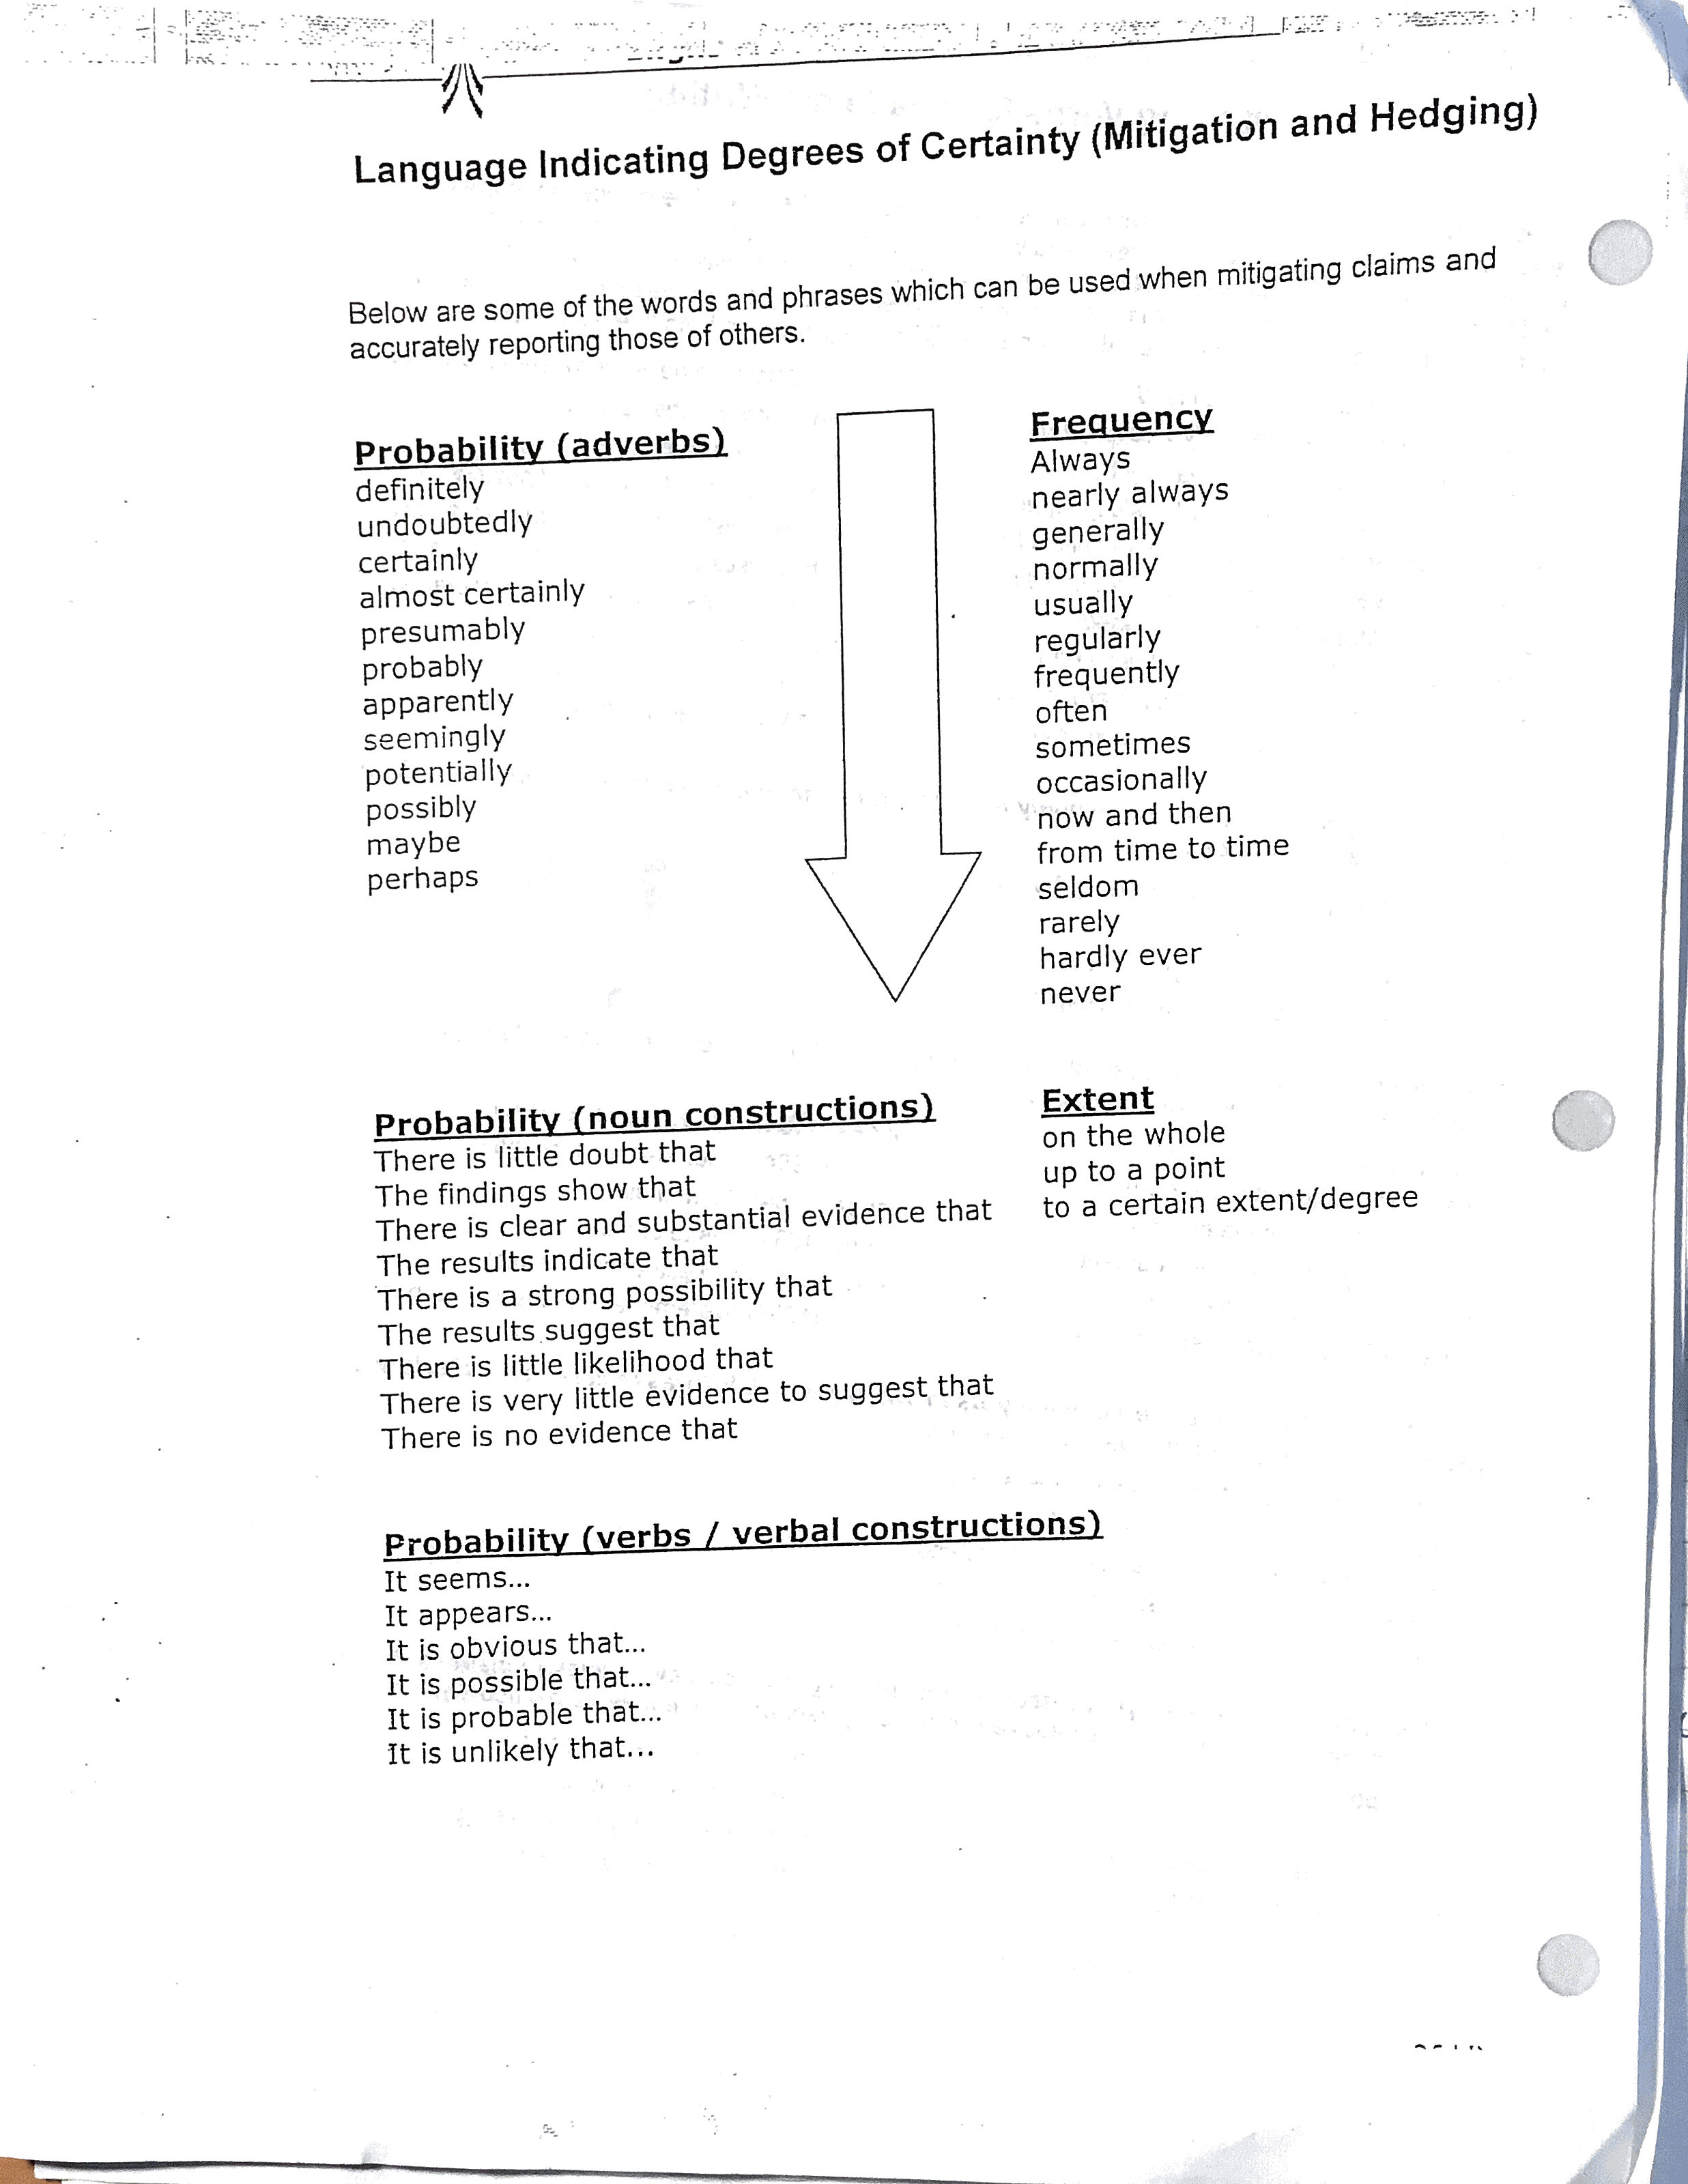 Language Indicating Degrees of Certainty (Mitigation and Hedging)
Below are some of the words and phrases which can be used when mitigating claims and
accurately reporting those of others.
Probability (adverbs)
definitely
undoubtedly
certainly
almost certainly
presumably
probably
apparently
seemingly
potentially
possibly
maybe
perhaps
Frequency
Always
nearly always
generally
normally
usually
regularly
frequently
often
sometimes
occasionally
now and then
from time to time
seldom
rarely
hardly ever
never
Probability (noun constructions)
There is little doubt that
The findings show that
There is clear and substantial evidence that
The results indicate that
There is a strong possibility that
The results suggest that
There is little likelihood that
There is very little evidence to suggest that
There is no evidence that
Extent
on the whole
up to a point
to a certain extent/degree
Probability (verbs / verbal constructions)
It seems...
It appears...
It is obvious that...
It is possible that...
It is probable that...
It is unlikely that...